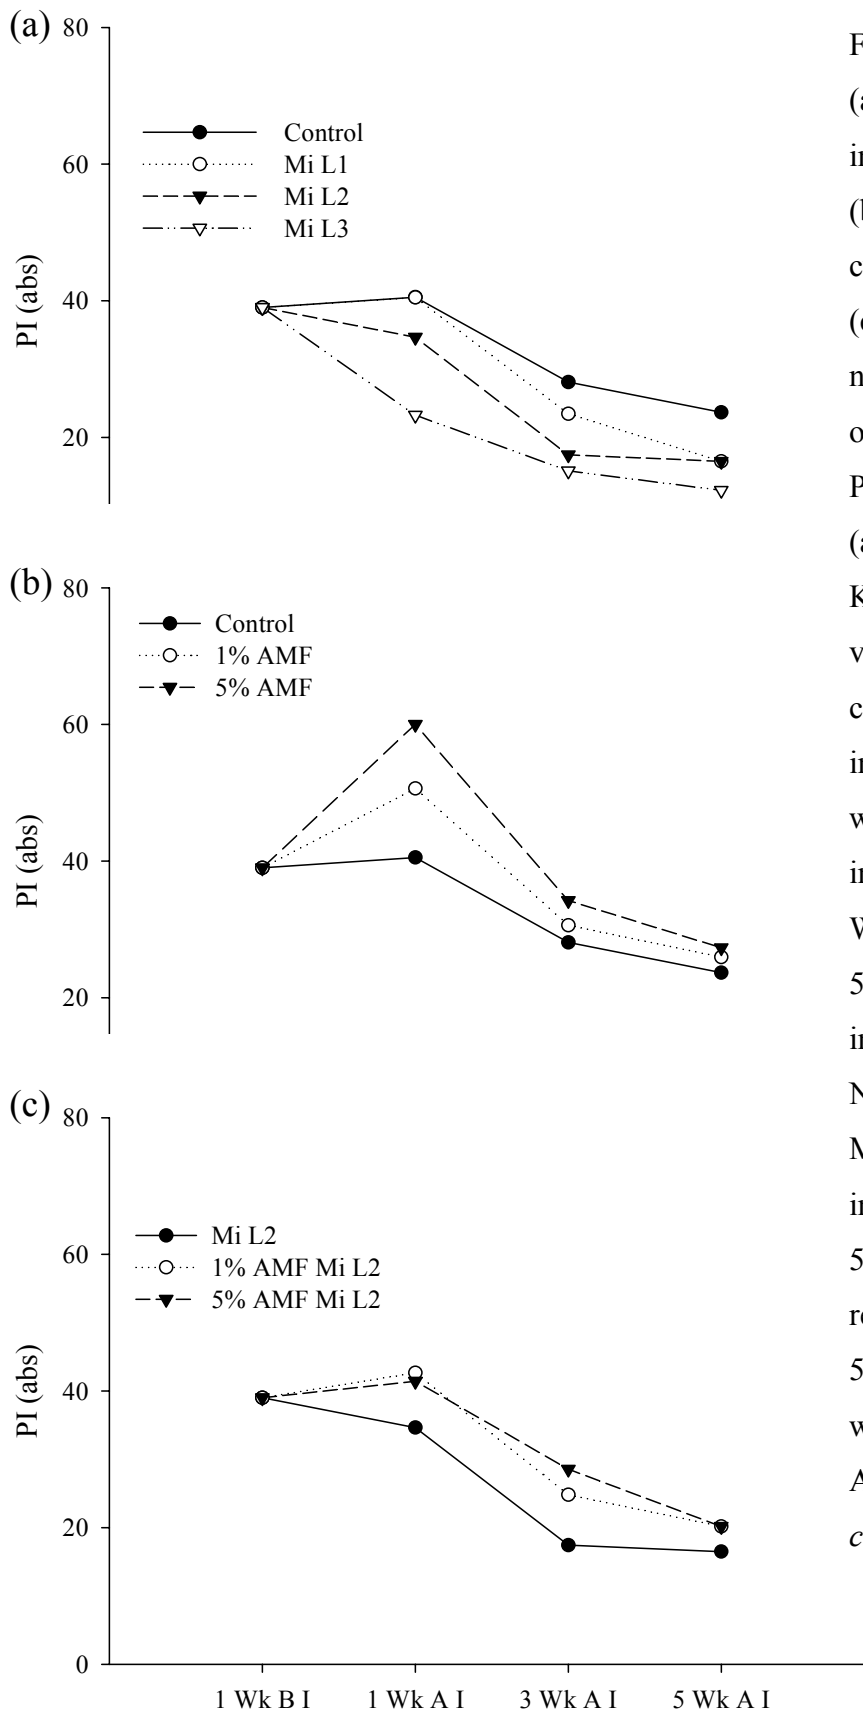 (a)
80
60
40
20
PI (abs)
Control
Mi L1
Mi L2
Mi L3
(b)
80
60
40
20
PI (abs)
Control
1% AMF
5% AMF
(c)
80
60
40
20
0
PI (abs)
Mi L2
1% AMF Mi L2
5% AMF Mi L2
1 Wk B I 1 Wk A I 3 Wk A I 5 Wk A I